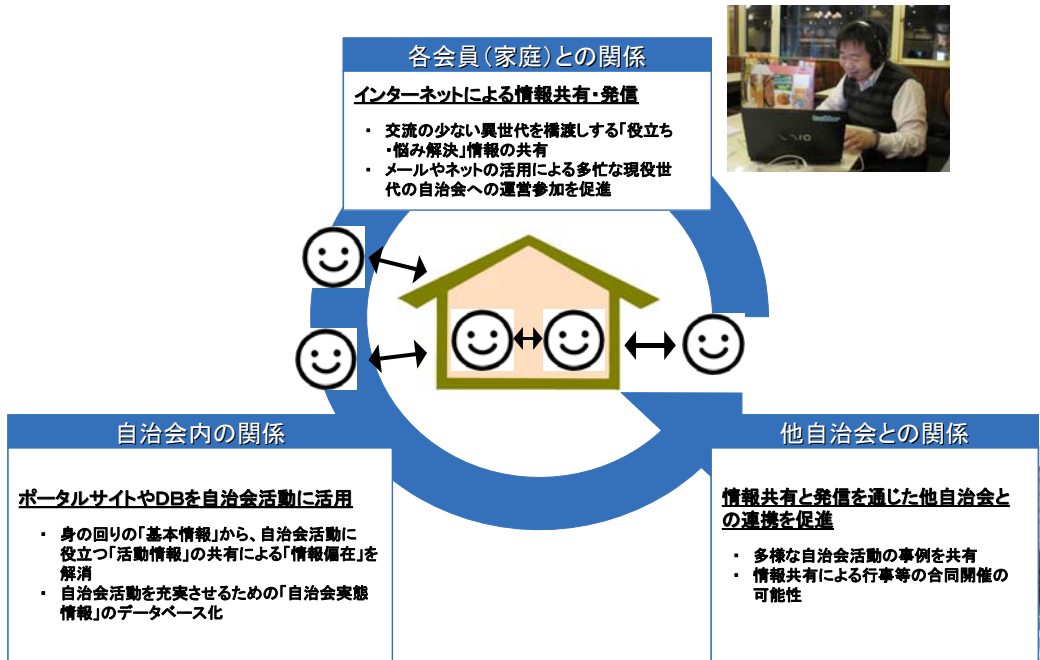 各会員(家庭)との関係
インターネットによる情報共有・発信
・ 交流の少ない異世代を橋渡しする「役立ち
・悩み解決」情報の共有
・ メールやネットの活用による多忙な現役世
代の自治会への運営参加を促進
twitter
VAIO
自治会内の関係
ポータルサイトやDBを自治会活動に活用
・ 身の回りの「基本情報」から、自治会活動に
役立つ「活動情報」の共有による「情報偏在」を
解消
・ 自治会活動を充実させるための「自治会実態
情報」のデータベース化
他自治会との関係
情報共有と発信を通じた他自治会と
の連携を促進
・ 多様な自治会活動の事例を共有
・ 情報共有による行事等の合同開催の
可能性